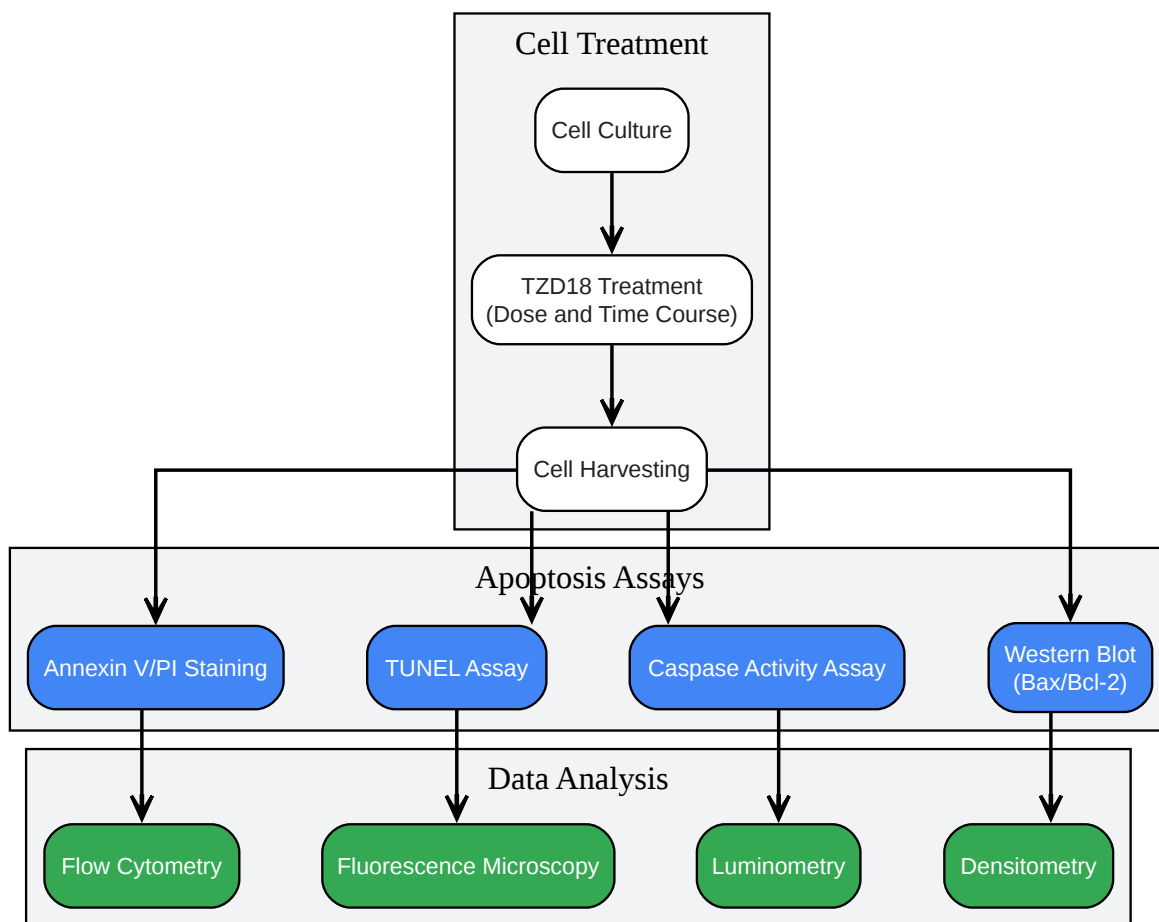 Cell Treatment
Cell Culture
TZD18 Treatment
(Dose and Time Course)
Cell Harvesting
Apoptosis Assays
Annexin V/PI Staining
TUNEL Assay
Caspase Activity Assay
Western Blot
(Bax/Bcl-2)
Data Analysis
Flow Cytometry
Fluorescence Microscopy
Luminometry
Densitometry